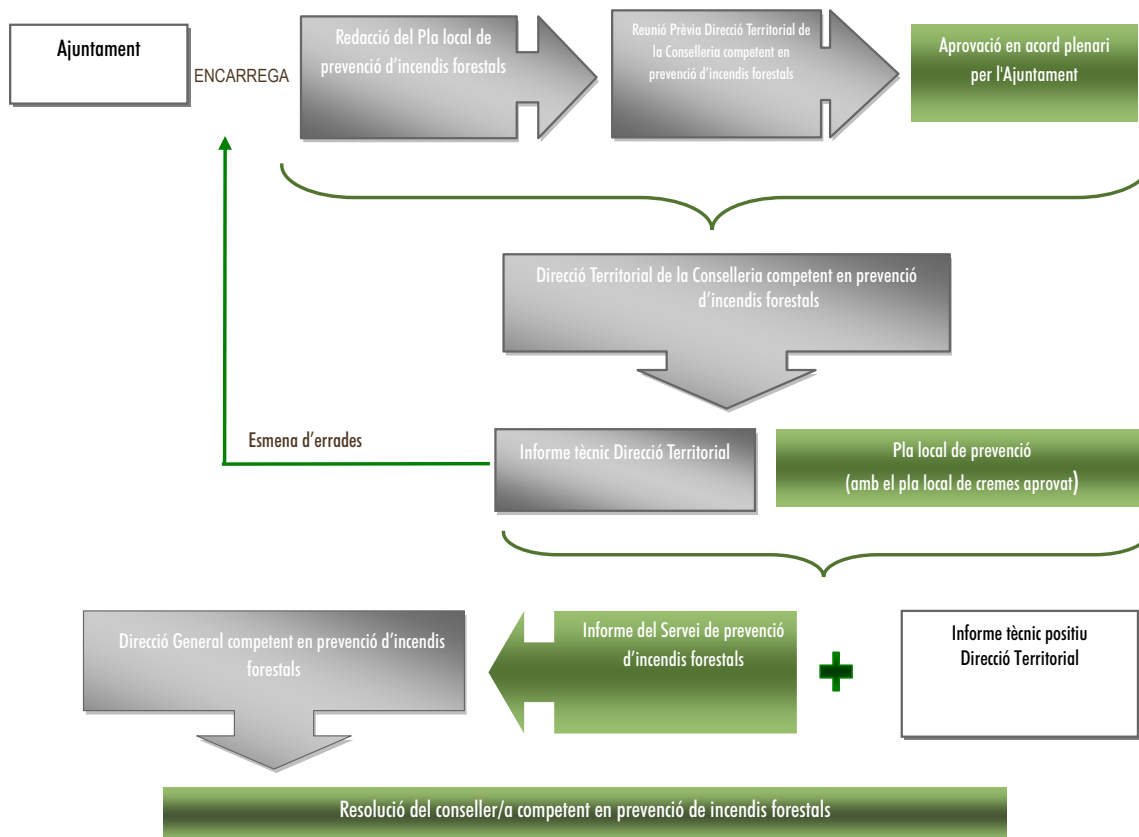 Ajuntament
ENCARREGA
Redacció del Pla local de
prevenció d’incendis forestals
Reunió Prèvia Direcció Territorial de
la Conselleria competent en
prevenció d’incendis forestals
Aprovació en acord plenari
per l'Ajuntament
Direcció Territorial de la Conselleria competent en prevenció
d’incendis forestals
Esmena d’errades
Informe tècnic Direcció Territorial
Pla local de prevenció
(amb el pla local de cremes aprovat)
Direcció General competent en prevenció d’incendis
forestals
Informe del Servei de prevenció
d’incendis forestals
Informe tècnic positiu
Direcció Territorial
Resolució del conseller/a competent en prevenció de incendis forestals